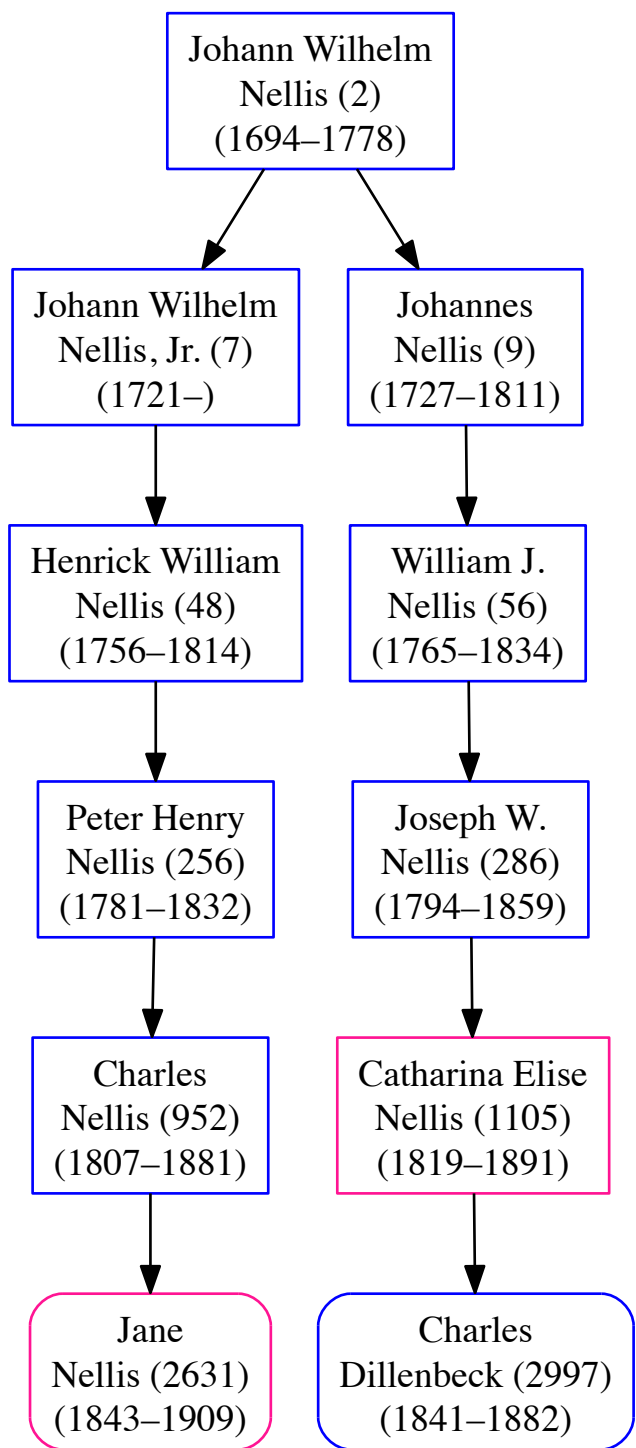 Johann Wilhelm
Nellis (2)
(1694–1778)
Johann Wilhelm
Nellis, Jr. (7)
(1721–)
Johannes
Nellis (9)
(1727–1811)
Henrick William
Nellis (48)
(1756–1814)
William J.
Nellis (56)
(1765–1834)
Peter Henry
Nellis (256)
(1781–1832)
Joseph W.
Nellis (286)
(1794–1859)
Charles
Nellis (952)
(1807–1881)
Catharina Elise
Nellis (1105)
(1819–1891)
Jane
Nellis (2631)
(1843–1909)
Charles
Dillenbeck (2997)
(1841–1882)